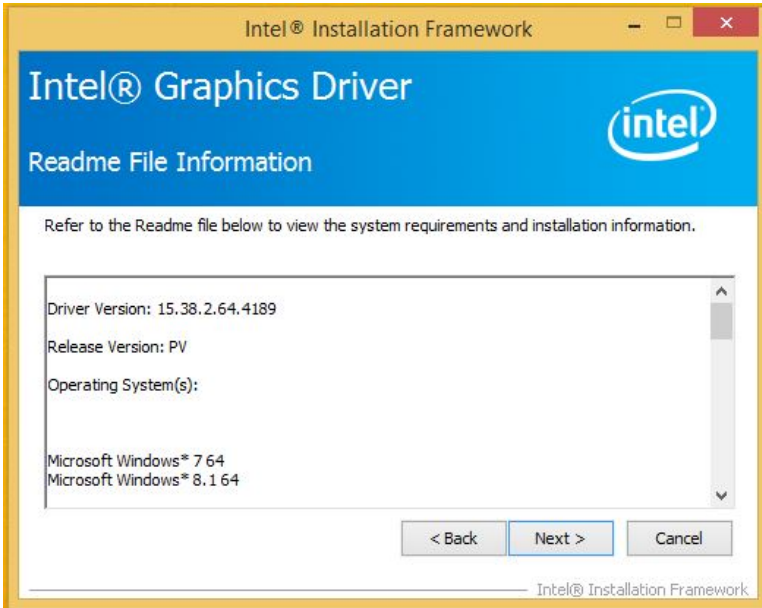 Intel® Installation Framework
Intel® Graphics Driver
intel
Readme File Information
Refer to the Readme file below to view the system requirements and installation information.
Driver Version: 15.38.2.64.4189
Release Version: PV
Operating System(s):
Microsoft Windows* 7 64
Microsoft Windows* 8.1 64
< Back Next > Cancel
Intel® Installation Framework